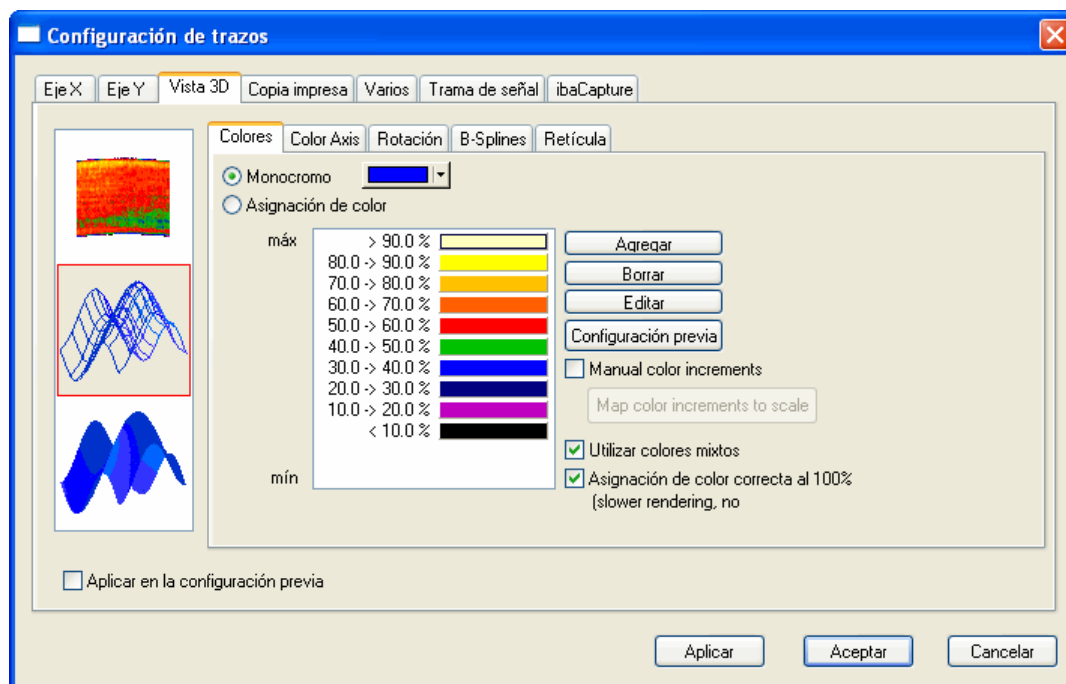 Configuración de trazos
Eje X Eje Y Vista 3D Copia impresa Varios Trama de señal ibaCapture
Colores Color Axis Rotación B-Splines Retícula
Monocromo
Asignación de color
máx
> 90.0 %
80.0 -> 90.0 %
70.0 -> 80.0 %
60.0 -> 70.0 %
50.0 -> 60.0 %
40.0 -> 50.0 %
30.0 -> 40.0 %
20.0 -> 30.0 %
10.0 -> 20.0 %
< 10.0 %
mín
Agregar
Borrar
Editar
Configuración previa
Manual color increments
Map color increments to scale
Utilizar colores mixtos
Asignación de color correcta al 100%
(slower rendering, no
Aplicar en la configuración previa
Aplicar Aceptar Cancelar